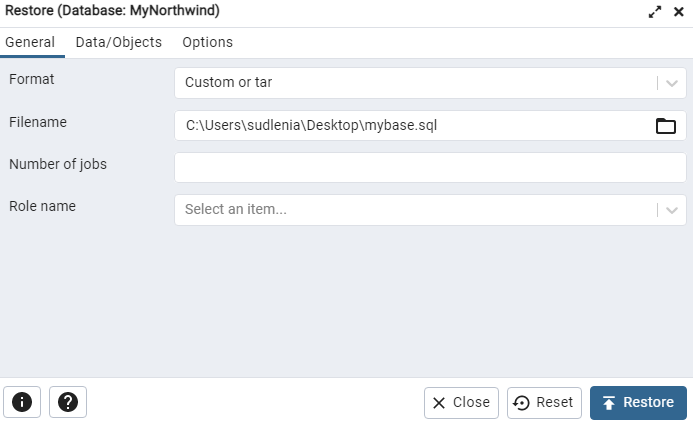 Restore (Database: MyNorthwind)
General Data/Objects Options
Format Custom or tar
Filename C:\Users\sudlenia\Desktop\mybase.sql
Number of jobs
Role name Select an item...
Close Reset Restore